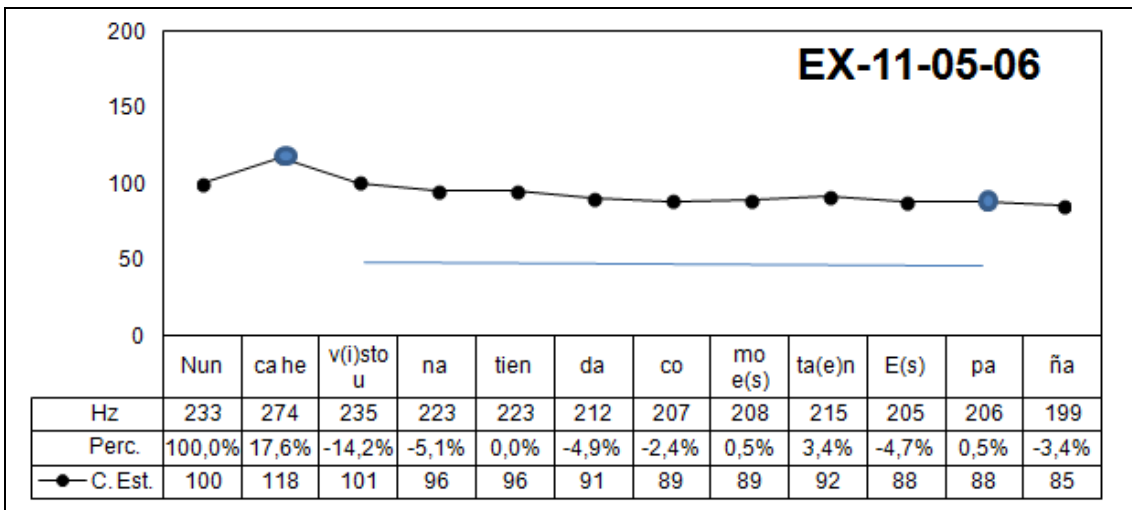 EX-11-05-06
200
150
100
50
0
Nun ca he v(i)sto u na tien da co mo e(s) ta(e)n E(s) pa ña
Hz 233 274 235 223 223 212 207 208 215 205 206 199
Perc. 100,0% 17,6% -14,2% -5,1% 0,0% -4,9% -2,4% 0,5% 3,4% -4,7% 0,5% -3,4%
C. Est. 100 118 101 96 96 91 89 89 92 88 88 85